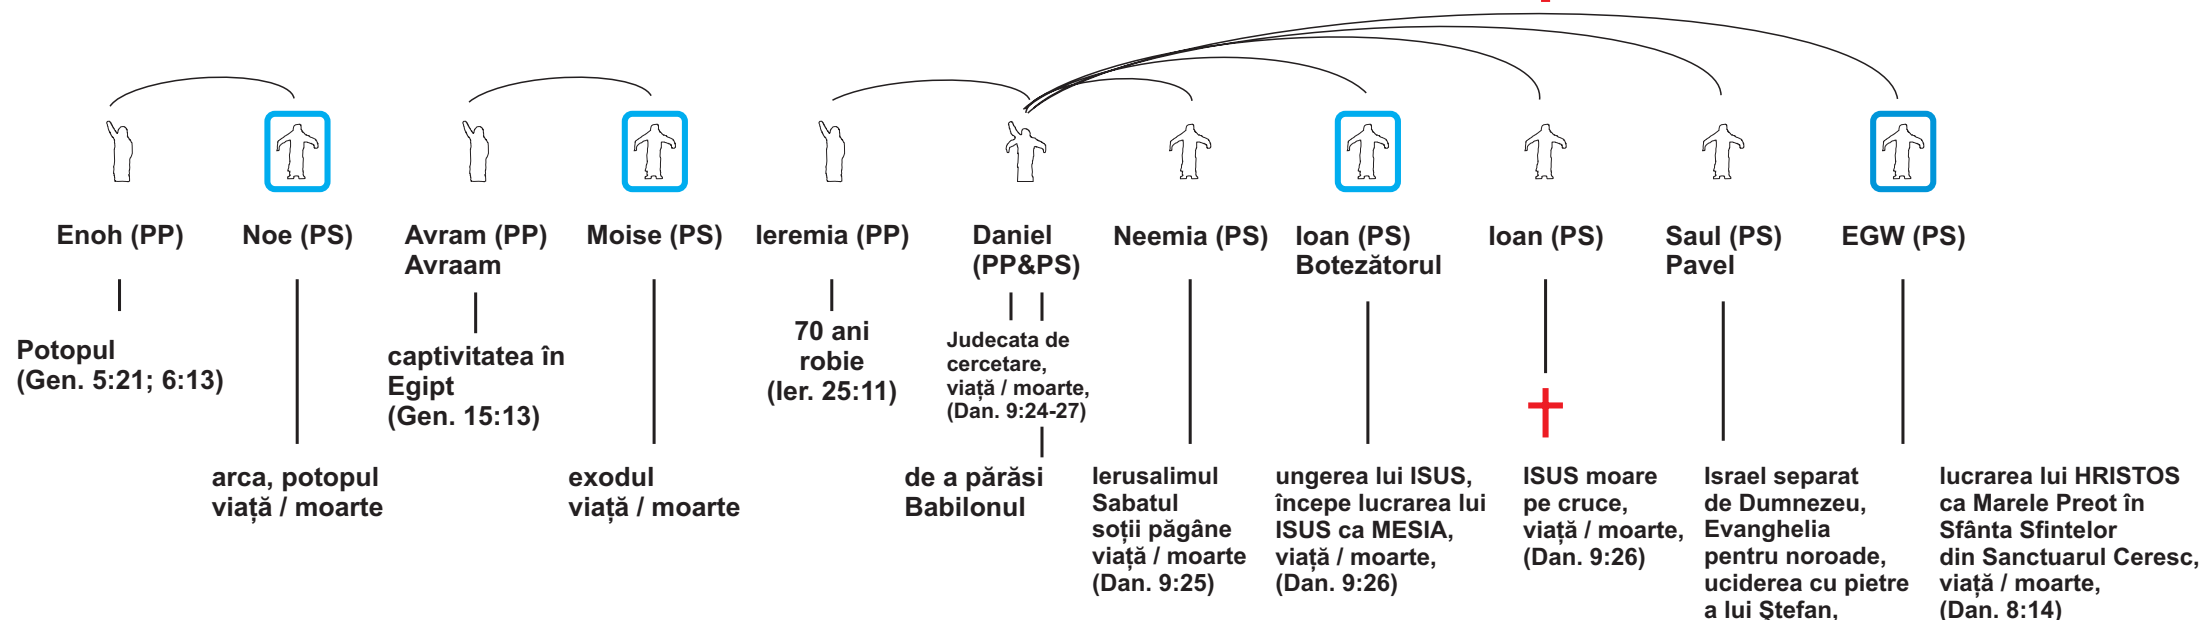 Enoh (PP)
Noe (PS)
Avram (PP)
Avraam
Moise (PS)
Ieremia (PP)
Daniel
(PP&PS)
Neemia (PS)
Ioan (PS)
Botezătorul
Ioan (PS)
Saul (PS)
Pavel
EGW (PS)
Potopul
(Gen. 5:21; 6:13)
captivitatea în
Egipt
(Gen. 15:13)
70 ani
robie
(Ier. 25:11)
Judecata de
cercetare,
viață / moarte,
(Dan. 9:24-27)
arca, potopul
viață / moarte
exodul
viață / moarte
de a părăsi
Babilonul
Ierusalimul
Sabatul
soții păgâne
viață / moarte
(Dan. 9:25)
ungerea lui ISUS,
începe lucrarea lui
ISUS ca MESIA,
viață / moarte,
(Dan. 9:26)
ISUS moare
pe cruce,
viață / moarte,
(Dan. 9:26)
Israel separat
de Dumnezeu,
Evanghelia
pentru noroade,
uciderea cu pietre
a lui Ștefan,
lucrarea lui HRISTOS
ca Marele Preot în
Sfânta Sfintelor
din Sanctuarul Ceresc,
viață / moarte,
(Dan. 8:14)